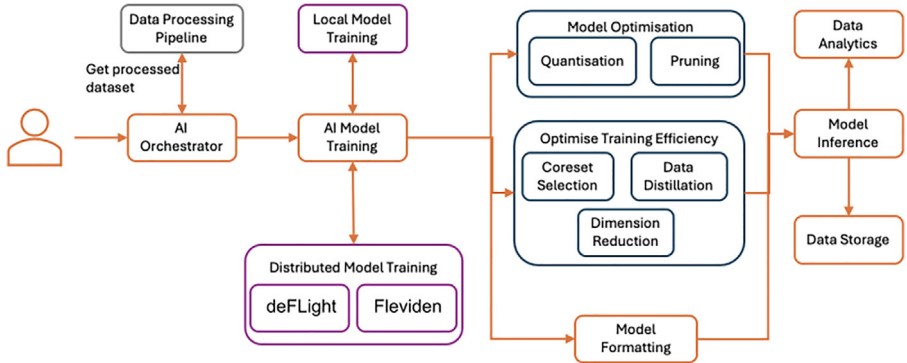 Data Processing
Pipeline
Get processed
dataset
AI
Orchestrator
Local Model
Training
AI Model
Training
Distributed Model Training
deFLight
Fleviden
Model Optimisation
Quantisation
Pruning
Optimise Training Efficiency
Coreset
Selection
Data
Distillation
Dimension
Reduction
Model
Formatting
Data
Analytics
Model
Inference
Data Storage